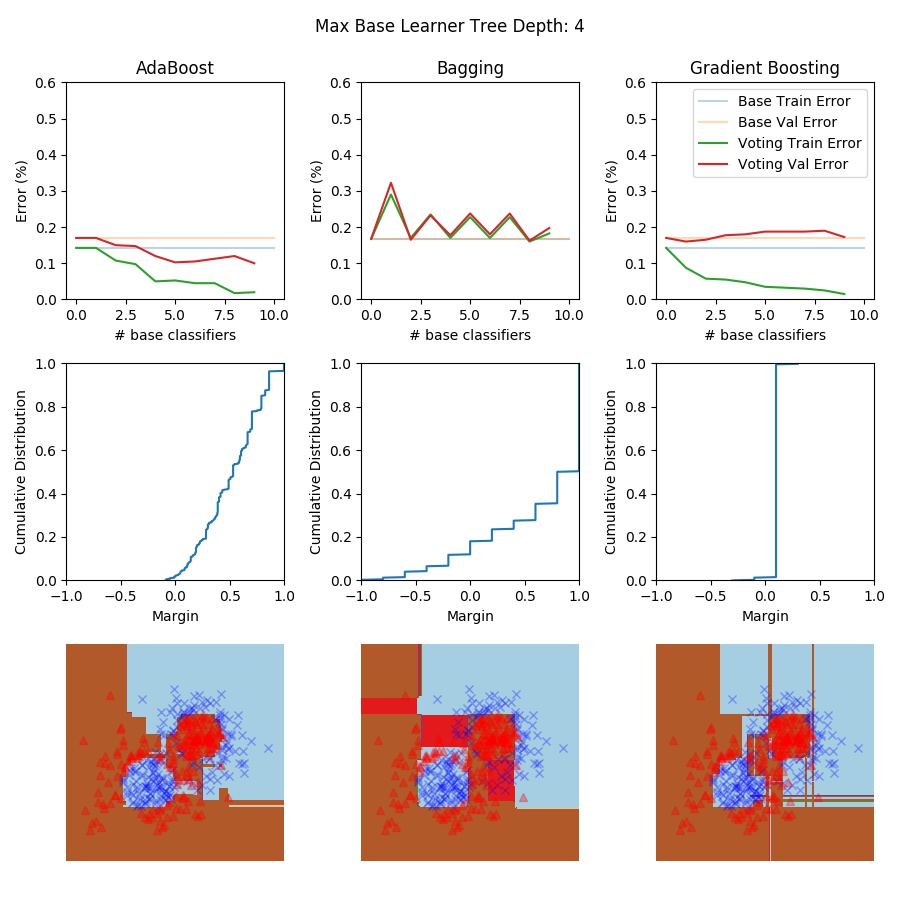 Max Base Learner Tree Depth: 4
AdaBoost
Bagging
Gradient Boosting
Error (%)
0.6
0.5
0.4
0.3
0.2
0.1
0.0
0.0 2.5 5.0 7.5 10.0
# base classifiers
Error (%)
0.6
0.5
0.4
0.3
0.2
0.1
0.0
0.0 2.5 5.0 7.5 10.0
# base classifiers
Error (%)
0.6
0.5
0.4
0.3
0.2
0.1
0.0
0.0 2.5 5.0 7.5 10.0
# base classifiers
Base Train Error
Base Val Error
Voting Train Error
Voting Val Error
Cumulative Distribution
1.0
0.8
0.6
0.4
0.2
0.0
−1.0 −0.5 0.0 0.5 1.0
Margin
Cumulative Distribution
1.0
0.8
0.6
0.4
0.2
0.0
−1.0 −0.5 0.0 0.5 1.0
Margin
Cumulative Distribution
1.0
0.8
0.6
0.4
0.2
0.0
−1.0 −0.5 0.0 0.5 1.0
Margin